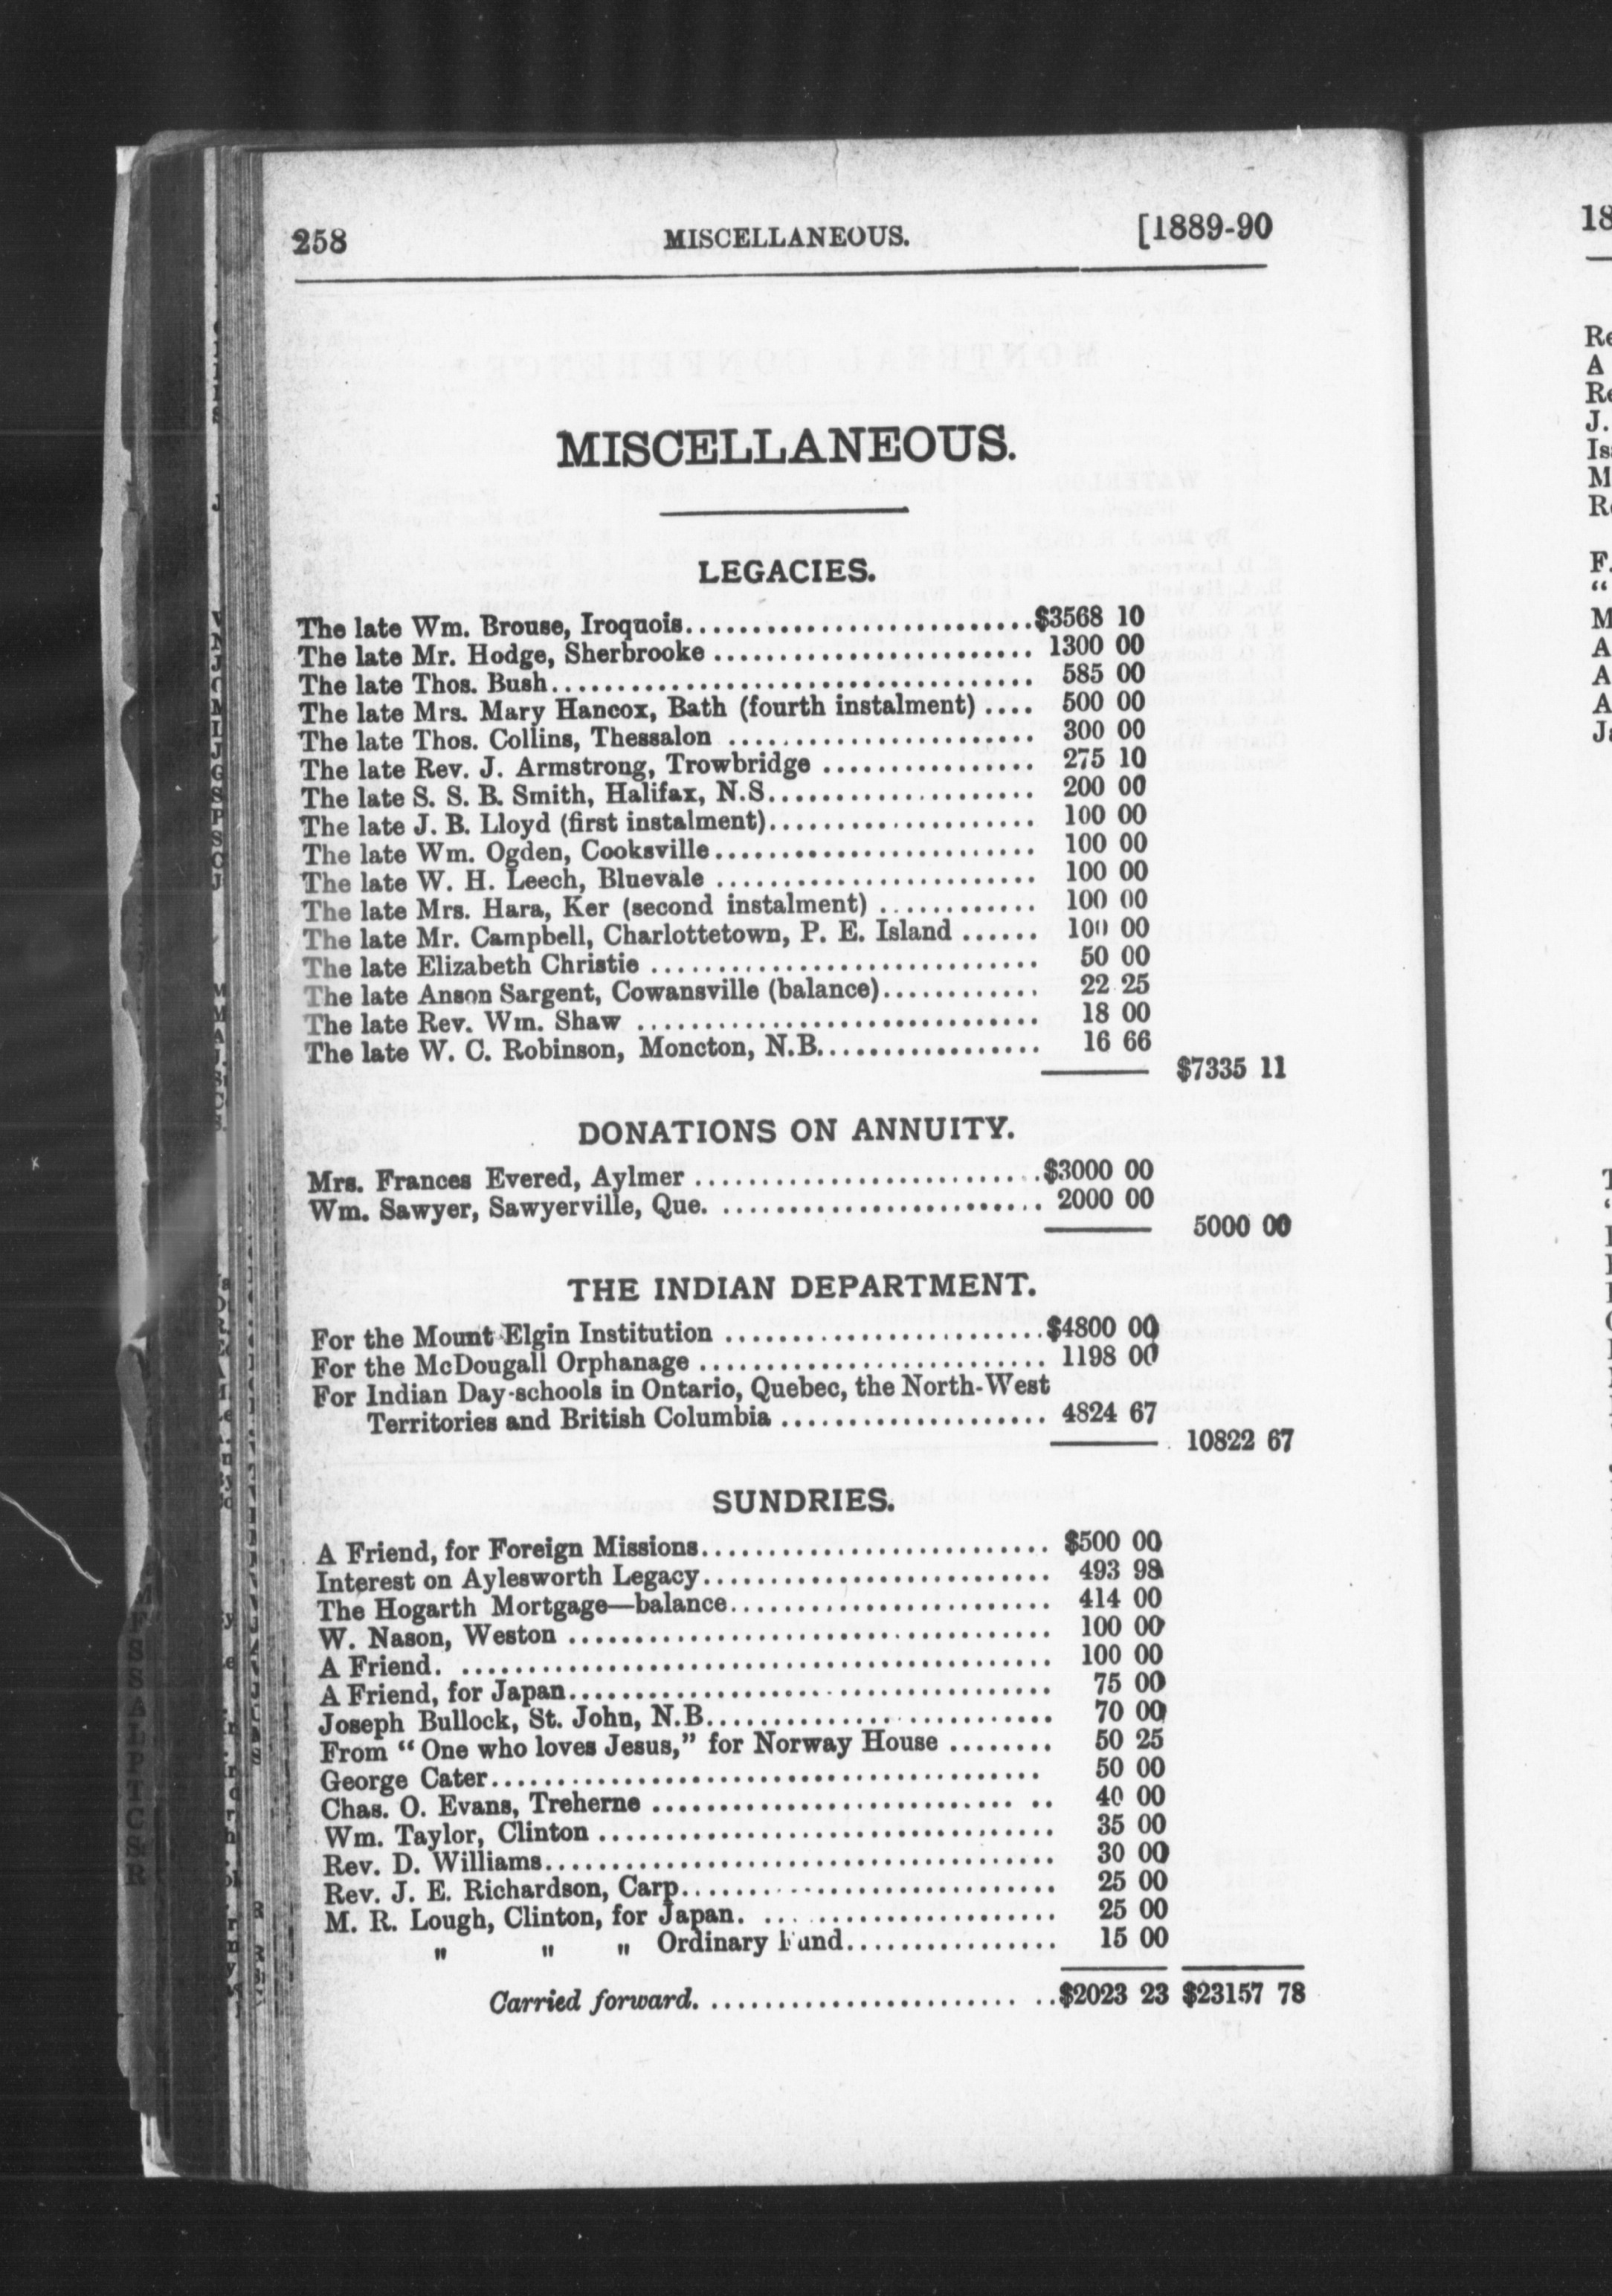 258 MISCELLANEOUS. [1889-90
MISCELLANEOUS.
LEGACIES.
The late Wm. Brouse, Iroquois..........................$3568 10
The late Mr. Hodge, Sherbrooke ........................ 1300 00
The late Thos. Bush.................................... 585 00
The late Mrs. Mary Hancox, Bath (fourth instalment) .... 500 00
The late Thos. Collins, Thessalon ....................... 300 00
The late Rev. J. Armstrong, Trowbridge ................ 275 10
The late S. S. B. Smith, Halifax, N.S.................... 200 00
The late J. B. Lloyd (first instalment).................... 100 00
The late Wm. Ogden, Cooksville........................ 100 00
The late W. H. Leech, Bluevale ........................ 100 00
The late Mrs. Hara, Ker (second instalment) ............ 100 00
The late Mr. Campbell, Charlottetown, P. E. Island ...... 100 00
The late Elizabeth Christie ............................. 50 00
The late Anson Sargent, Cowansville (balance)............ 22 25
The late Rev. Wm. Shaw .............................. 18 00
The late W. C. Robinson, Moncton, N.B................. 16 66
$7335 11
DONATIONS ON ANNUITY.
Mrs. Frances Evered, Aylmer ..........................$3000 00
Wm. Sawyer, Sawyerville, Que. ........................ 2000 00
5000 00
THE INDIAN DEPARTMENT.
For the Mount Elgin Institution ........................$4800 00
For the McDougall Orphanage .......................... 1198 00
For Indian Day-schools in Ontario, Quebec, the North-West
Territories and British Columbia .................... 4824 67
10822 67
SUNDRIES.
A Friend, for Foreign Missions.......................... $500 00
Interest on Aylesworth Legacy.......................... 493 98
The Hogarth Mortgage—balance........................ 414 00
W. Nason, Weston .................................... 100 00
A Friend. ............................................ 100 00
A Friend, for Japan.................................... 75 00
Joseph Bullock, St. John, N.B.......................... 70 00
From “One who loves Jesus,” for Norway House ........ 50 25
George Cater......................................... 50 00
Chas. O. Evans, Treherne ........................... .. 40 00
Wm. Taylor, Clinton .................................. 35 00
Rev. D. Williams...................................... 30 00
Rev. J. E. Richardson, Carp............................ 25 00
M. R. Lough, Clinton, for Japan. ...................... 25 00
" " " Ordinary Fund................ 15 00
Carried forward. ....................... ..$2023 23 $23157 78